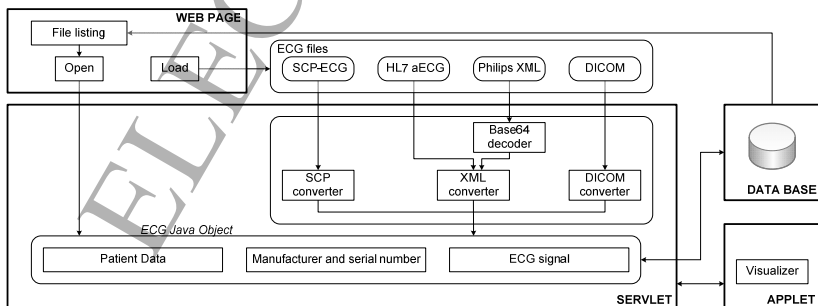 WEB PAGE
File listing
Open
Load
ECG files
SCP-ECG
HL7 aECG
Philips XML
DICOM
Base64
decoder
SCP
converter
XML
converter
DICOM
converter
DATA BASE
ECG Java Object
Patient Data
Manufacturer and serial number
ECG signal
Visualizer
SERVLET
APPLET
ELEC